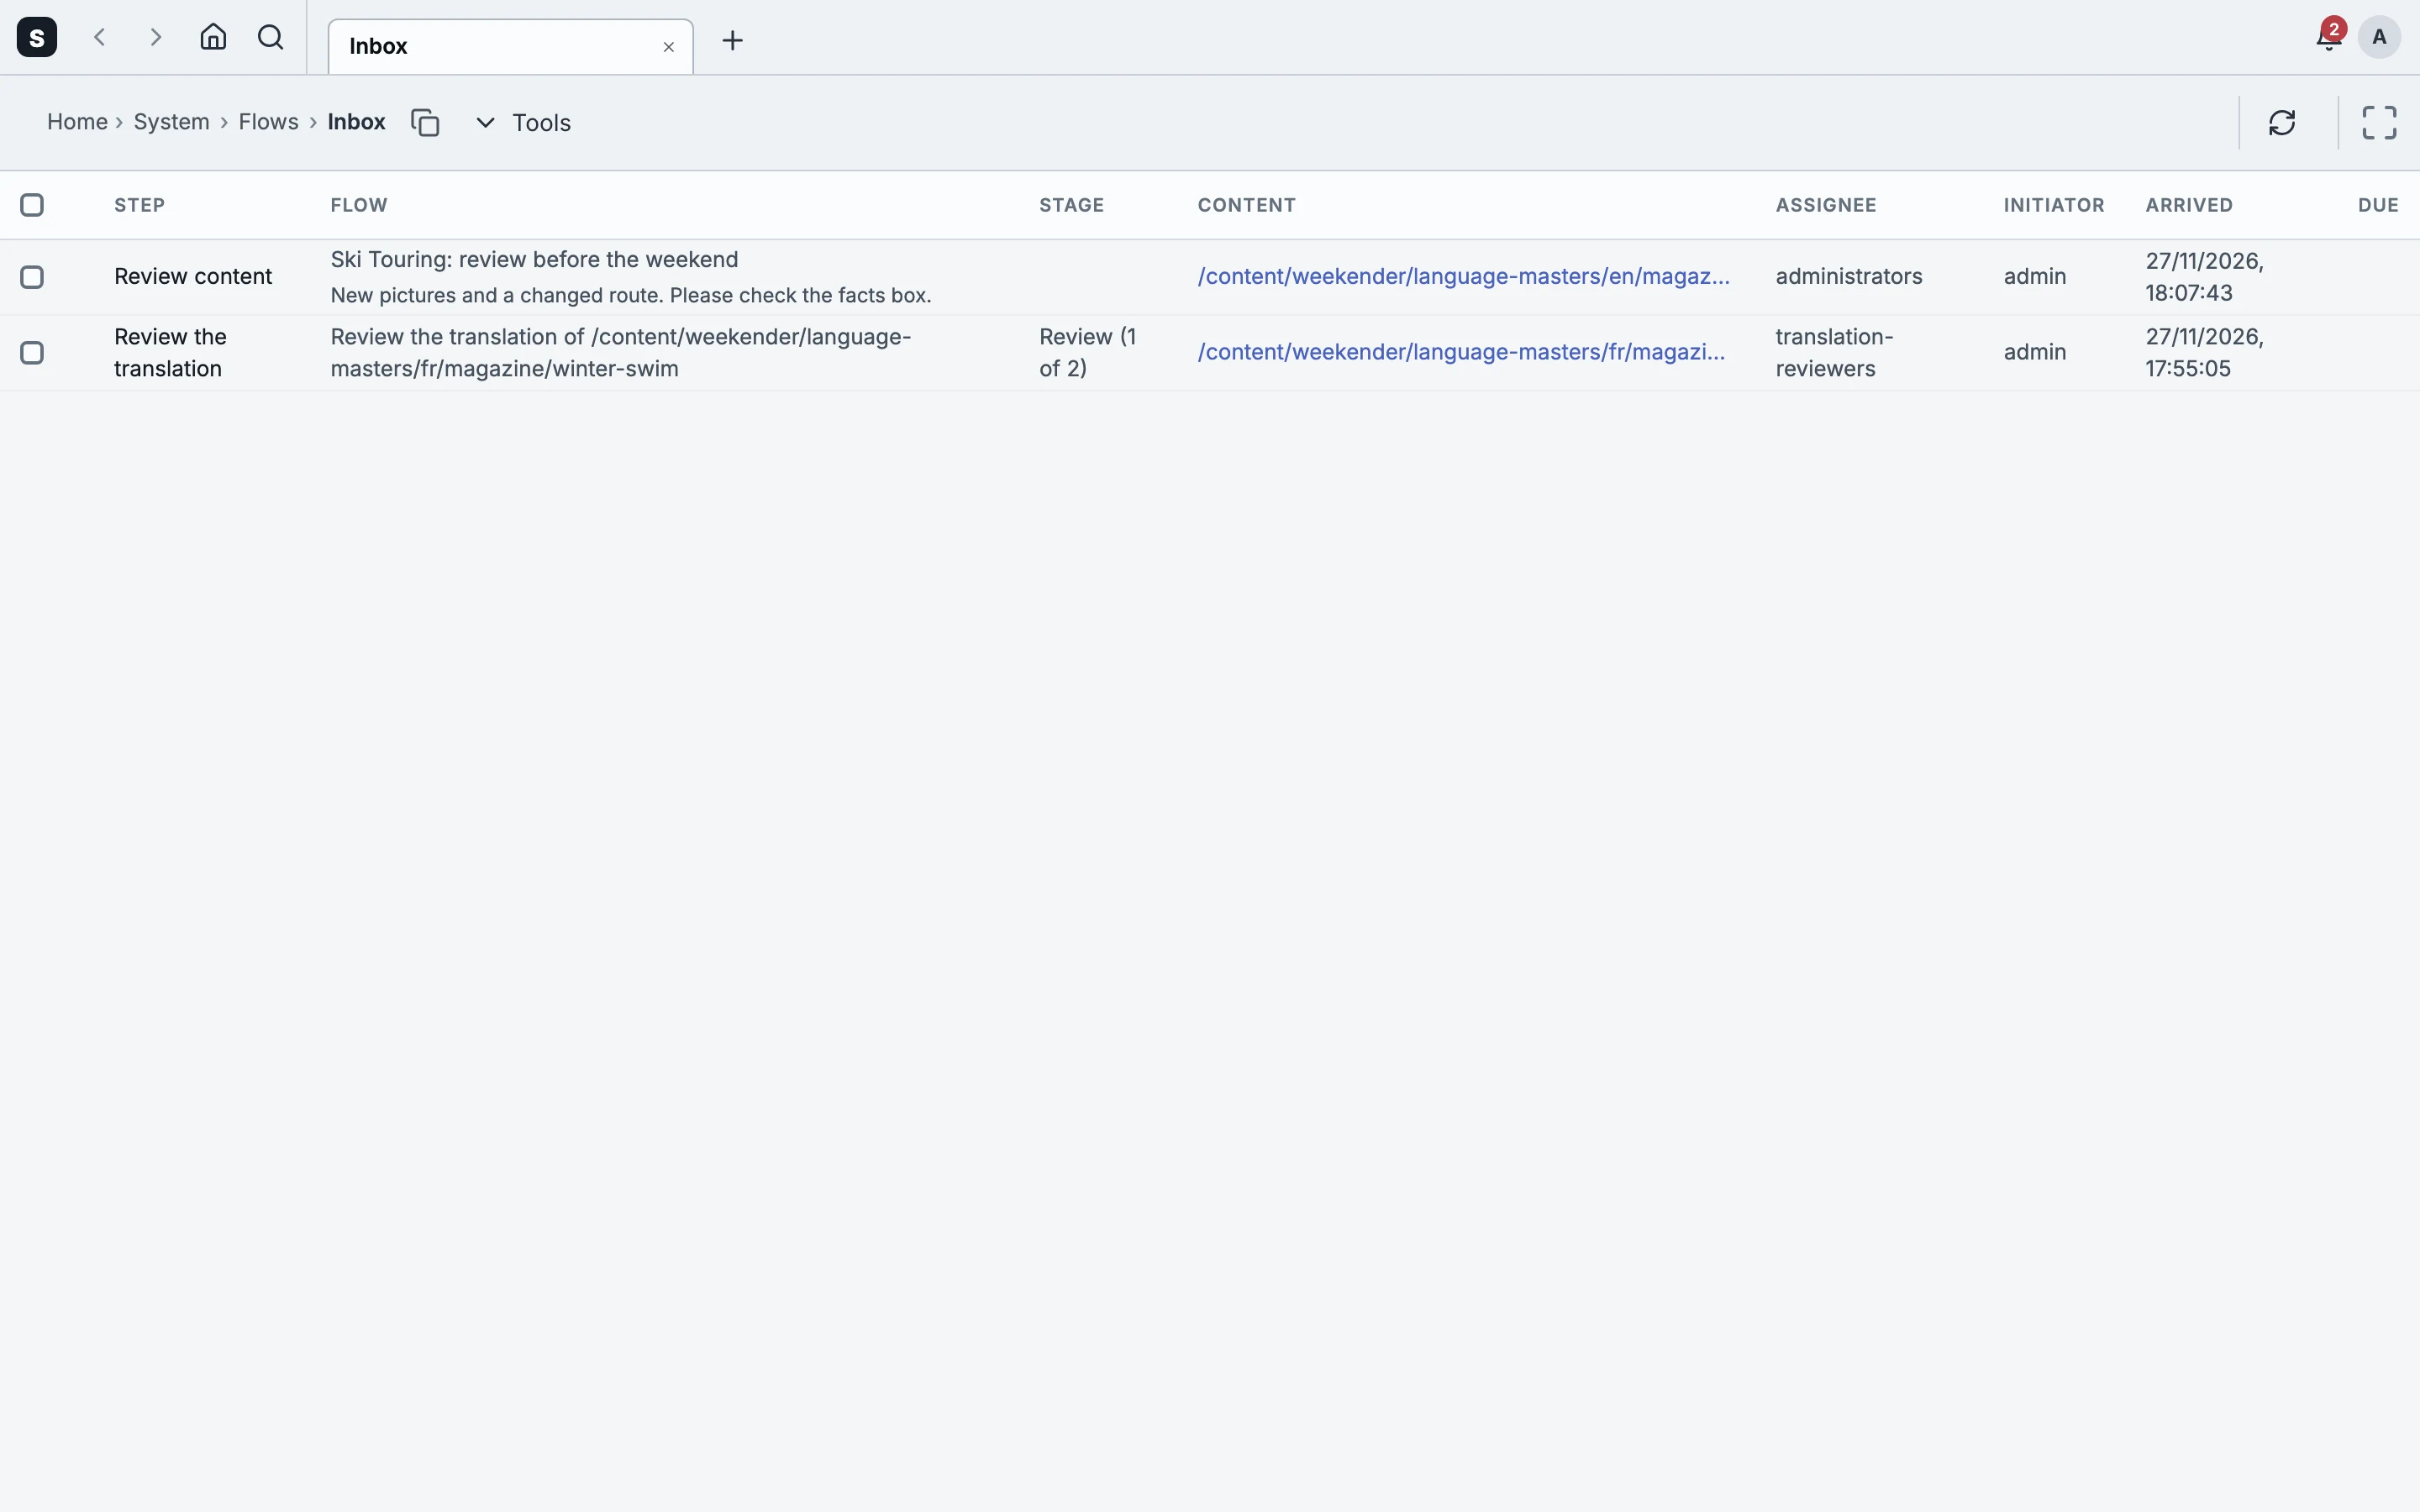 S
Inbox
2
A
Home › System › Flows › Inbox
Tools
STEP FLOW STAGE CONTENT ASSIGNEE INITIATOR ARRIVED DUE
Review content
Ski Touring: review before the weekend
New pictures and a changed route. Please check the facts box.
/content/weekender/language-masters/en/magaz...
administrators
admin
27/11/2026,
18:07:43
Review the
translation
Review the translation of /content/weekender/language-
masters/fr/magazine/winter-swim
Review (1
of 2)
/content/weekender/language-masters/fr/magazi...
translation-
reviewers
admin
27/11/2026,
17:55:05